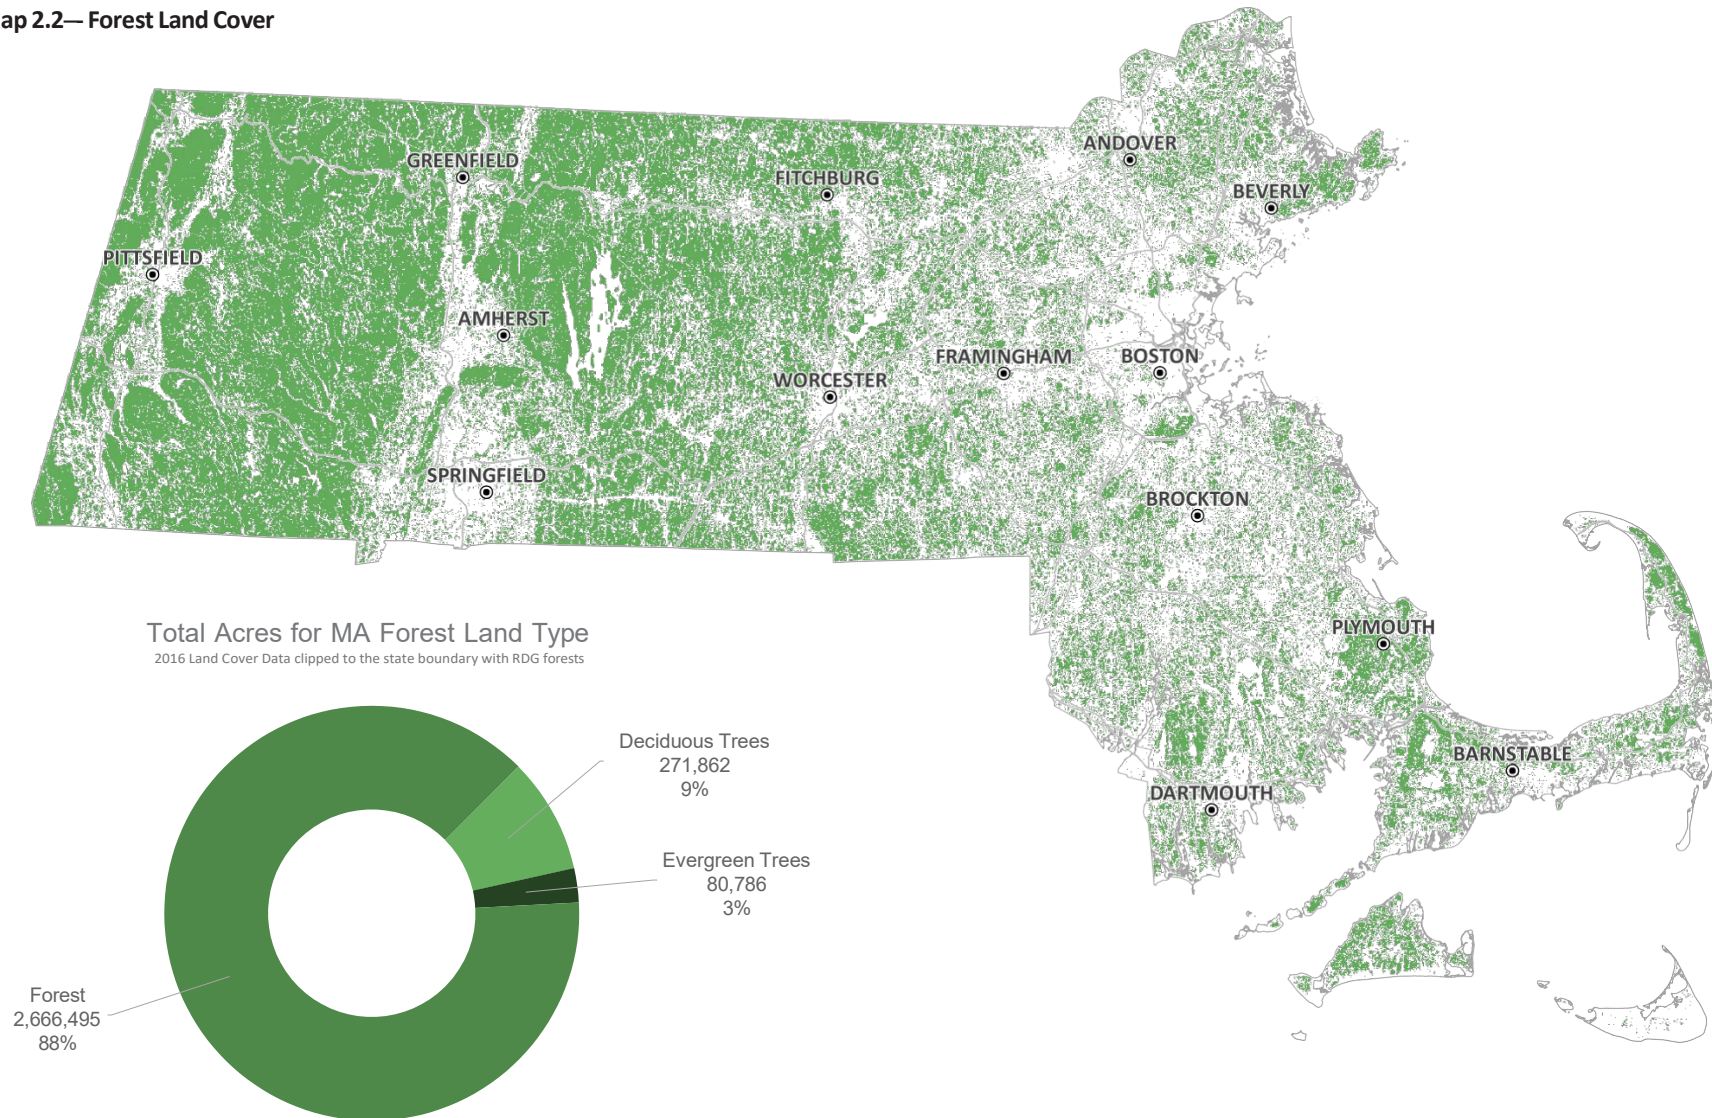 ap 2.2— Forest Land Cover
ANDOVER
GREENFIELD
FITCHBURG
BEVERLY
PITTSFIELD
AMHERST
FRAMINGHAM
BOSTON
WORCESTER
SPRINGFIELD
BROCKTON
PLYMOUTH
BARNSTABLE
DARTMOUTH
Total Acres for MA Forest Land Type
2016 Land Cover Data clipped to the state boundary with RDG forests
Deciduous Trees
271,862
9%
Evergreen Trees
80,786
3%
Forest
2,666,495
88%